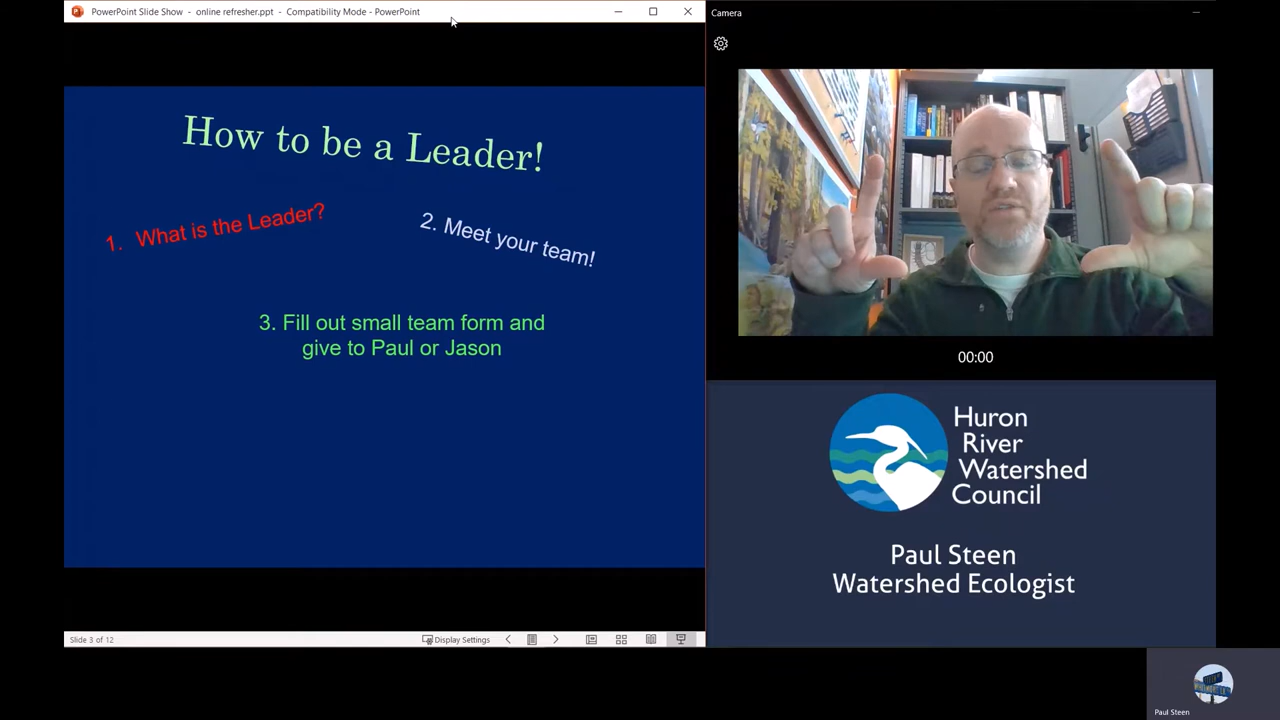 PowerPoint Slide Show - online refresher.ppt - Compatibility Mode - PowerPoint
How to be a Leader!
1. What is the Leader?
2. Meet your team!
3. Fill out small team form and
give to Paul or Jason
Slide 3 of 12
Display Settings
Camera
00:00
Huron
River
Watershed
Council
Paul Steen
Watershed Ecologist
Paul Steen